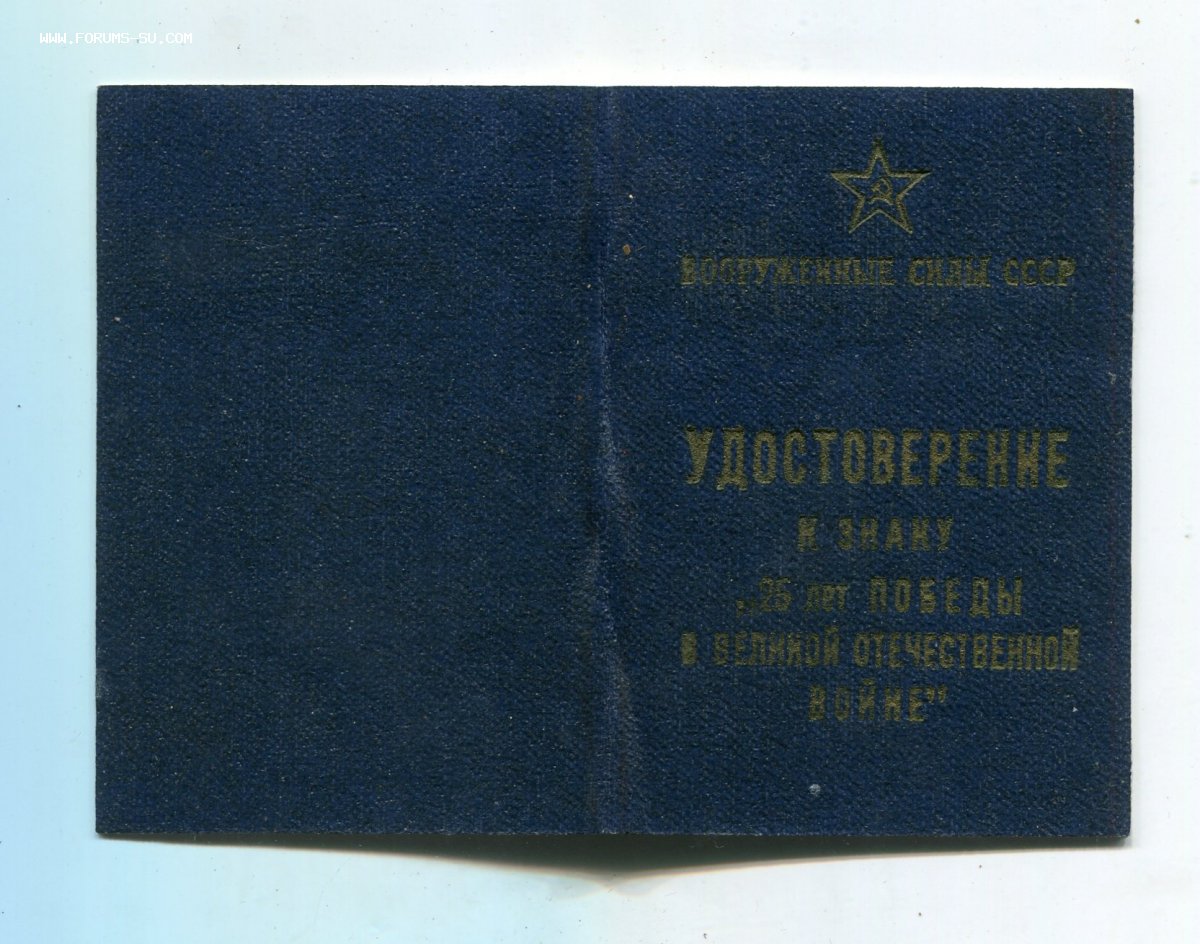 WWW.FORUMS-SU.COM
ВООРУЖЕННЫЕ СИЛЫ СССР
УДОСТОВЕРЕНИЕ
К ЗНАКУ
„25 лет ПОБЕДЫ
В ВЕЛИКОЙ ОТЕЧЕСТВЕННОЙ
ВОЙНЕ”